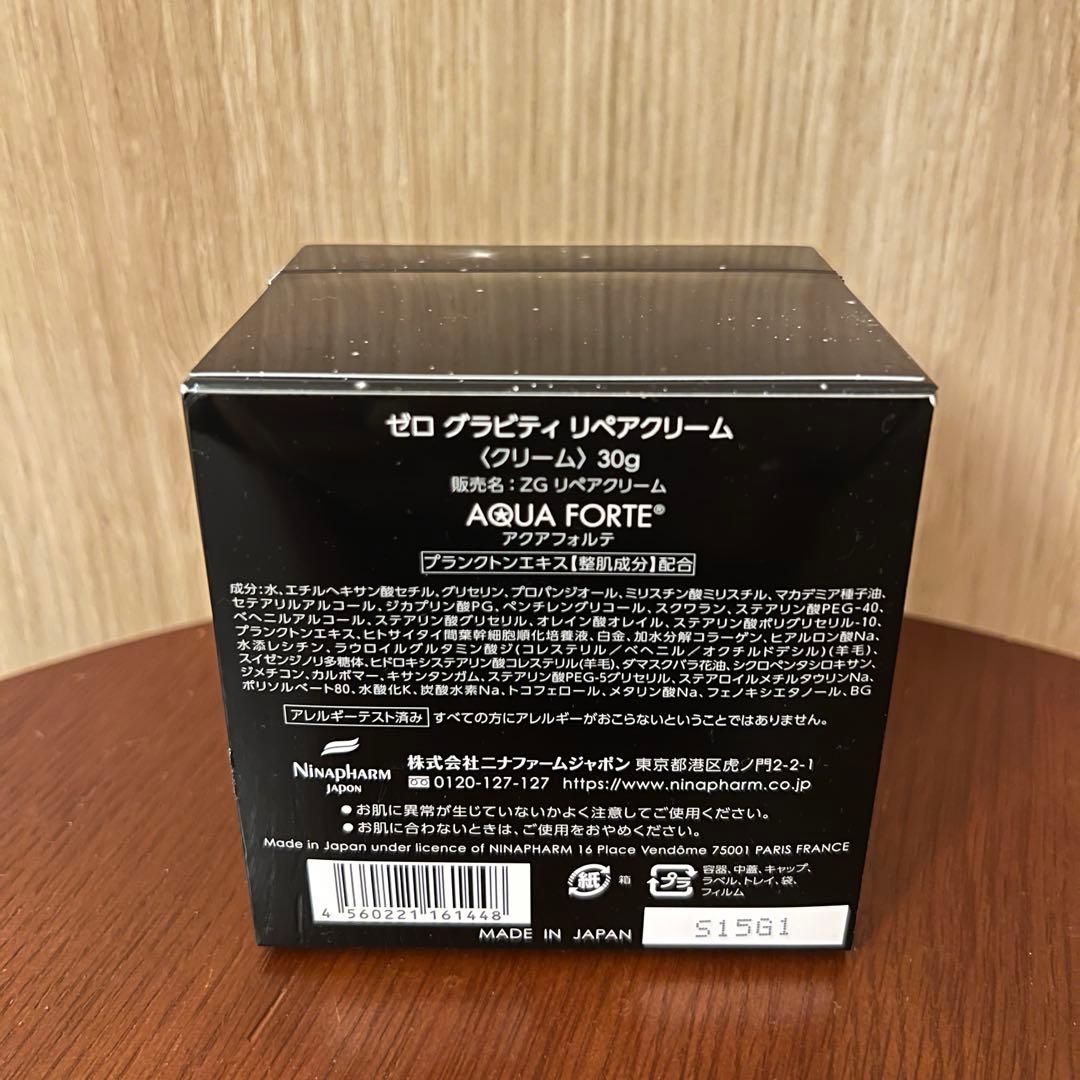 ゼロ グラビティ リペアクリーム
〈クリーム〉 30g
販売名：ZG リペアクリーム
AQUA FORTE®
アクアフォルテ
プランクトンエキス【整肌成分】配合
成分：水、エチルヘキサン酸セチル、グリセリン、プロパンジオール、ミリスチン酸ミリスチル、マカデミア種子油、
セテアリルアルコール、ジカプリン酸PG、ペンチレングリコール、スクワラン、ステアリン酸PEG-40、
ベヘニルアルコール、ステアリン酸グリセリル、オレイン酸オレイル、ステアリン酸ポリグリセリル-10、
プランクトンエキス、ヒトサイタイ間葉幹細胞順化培養液、白金、加水分解コラーゲン、ヒアルロン酸Na、
水添レシチン、ラウロイルグルタミン酸ジ(コレステリル／ベヘニル／オクチルドデシル)(羊毛)、
スイゼンジノリ多糖体、ヒドロキシステアリン酸コレステリル(羊毛)、ダマスクバラ花油、シクロペンタシロキサン、
ジメチコン、カルボマー、キサンタンガム、ステアリン酸PEG-5グリセリル、ステアロイルメチルタウリンNa、
ポリソルベート80、水酸化K、炭酸水素Na、トコフェロール、メタリン酸Na、フェノキシエタノール、BG
アレルギーテスト済み すべての方にアレルギーがおこらないということではありません。
NINAPHARM
JAPON
株式会社ニナファームジャポン 東京都港区虎ノ門2-2-1
0120-127-127 https://www.ninapharm.co.jp
●お肌に異常が生じていないかよく注意してご使用ください。
●お肌に合わないときは、ご使用をおやめください。
Made in Japan under licence of NINAPHARM 16 Place Vendôme 75001 PARIS FRANCE
紙 箱
プラ 容器、中蓋、キャップ、
ラベル、トレイ、袋、
フィルム
4 560221 161448
MADE IN JAPAN
S15G1